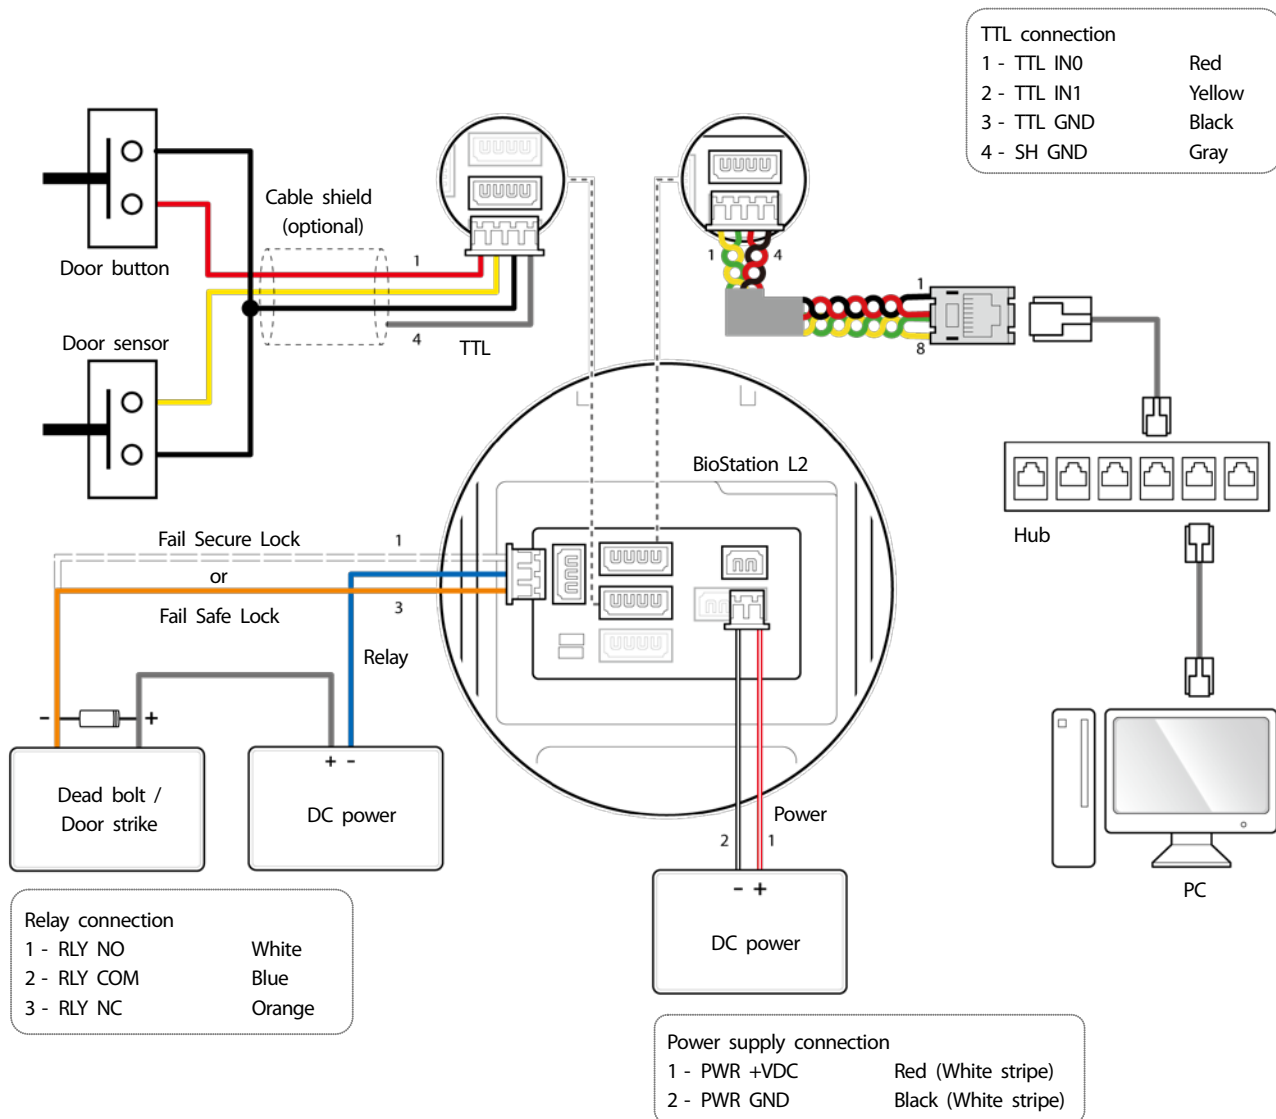 TTL connection
1 - TTL IN0 Red
2 - TTL IN1 Yellow
3 - TTL GND Black
4 - SH GND Gray
Door button
Cable shield
(optional)
1
4
TTL
1
4
1
8
Door sensor
BioStation L2
Hub
Fail Secure Lock
1
or
3
Fail Safe Lock
Relay
- +
+ -
Dead bolt /
Door strike
DC power
Power
2
1
- +
DC power
PC
Relay connection
1 - RLY NO White
2 - RLY COM Blue
3 - RLY NC Orange
Power supply connection
1 - PWR +VDC Red (White stripe)
2 - PWR GND Black (White stripe)